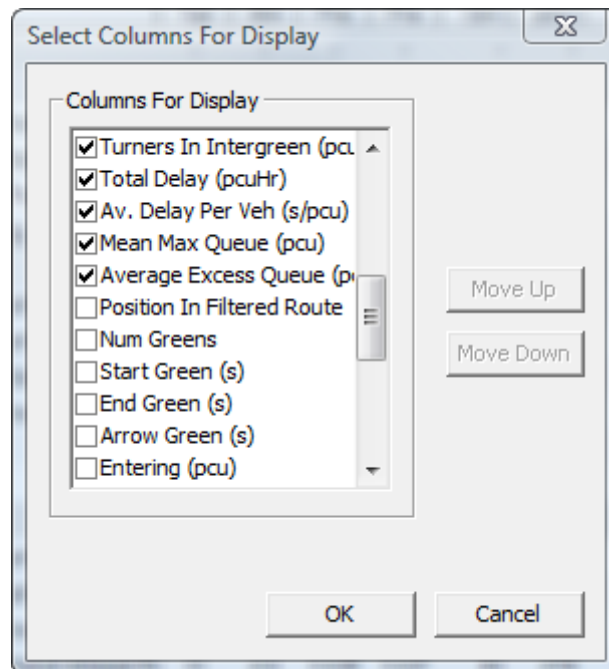 Select Columns For Display
Columns For Display
Turners In Intergreen (pcu
Total Delay (pcuHr)
Av. Delay Per Veh (s/pcu)
Mean Max Queue (pcu)
Average Excess Queue (p
Position In Filtered Route
Num Greens
Start Green (s)
End Green (s)
Arrow Green (s)
Entering (pcu)
Move Up
Move Down
OK
Cancel